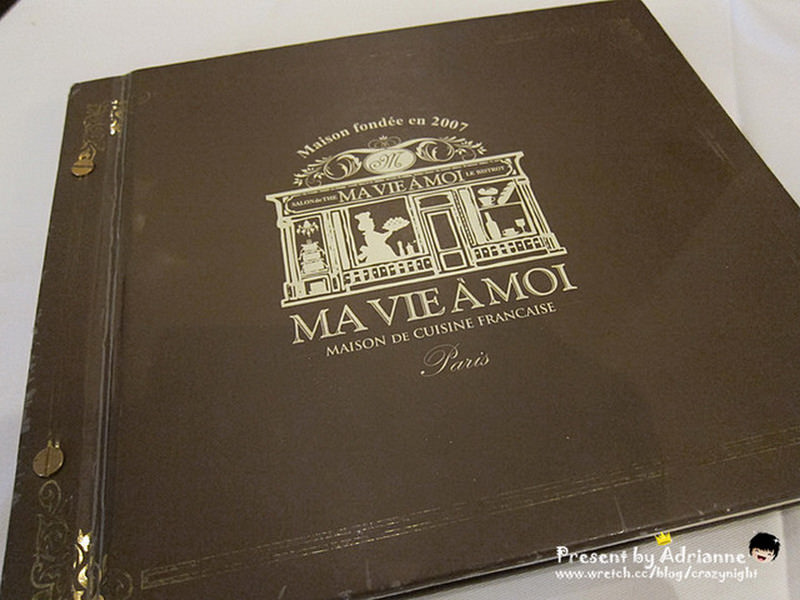 Maison fondée en 2007
M
SALON de THE MA VIE À MOI LE BISTROT
MA VIE À MOI
MAISON DE CUISINE FRANCAISE
Paris
Present by Adrianne
www.wretch.cc/blog/crazynight